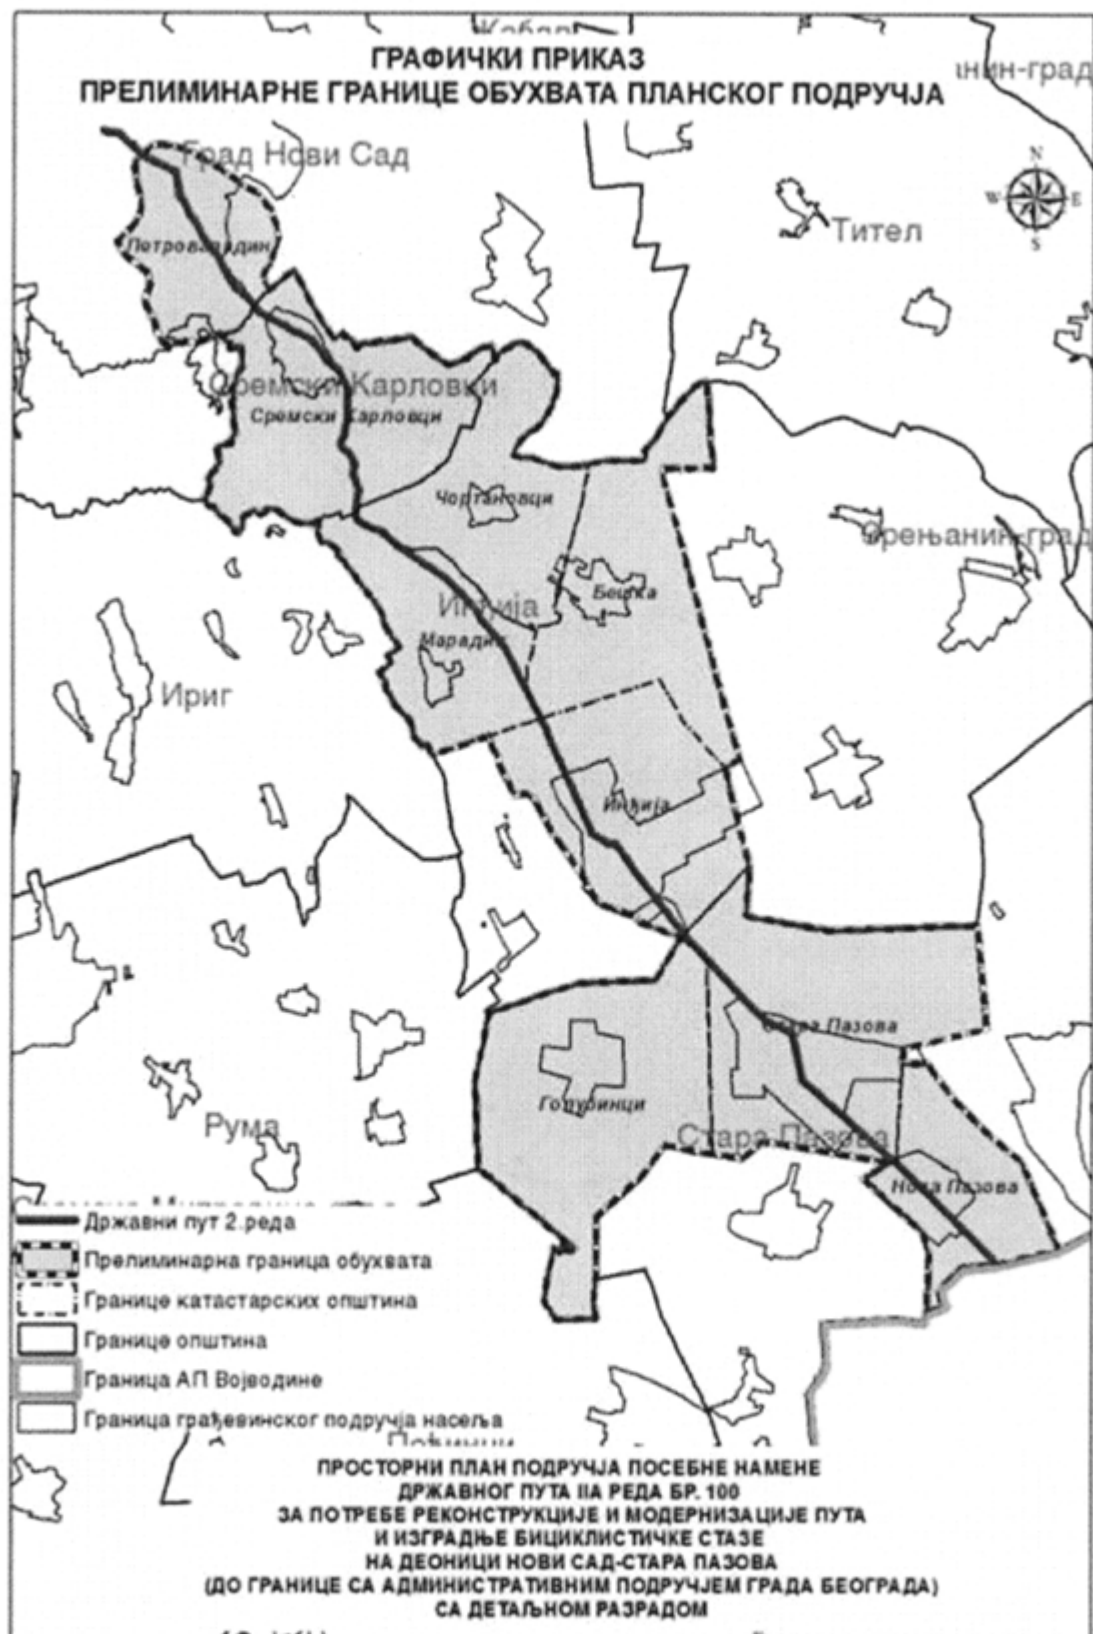 ГРАФИЧКИ ПРИКАЗ
ПРЕЛИМИНАРНЕ ГРАНИЦЕ ОБУХВАТА ПЛАНСКОГ ПОДРУЧЈА
Град Нови Сад
N
W
E
S
Тител
Петроварадин
Сремски Карловци
Сремски Карловци
Чортановци
Инђија
Бешка
Марадик
Ириг
Инђија
Стара Пазова
Голубинци
Рума
Стара Пазова
Нова Пазова
Државни пут 2.реда
Прелиминарна граница обухвата
Границе катастарских општина
Границе општина
Граница АП Војводине
Граница грађевинског подручја насеља
ПРОСТОРНИ ПЛАН ПОДРУЧЈА ПОСЕБНЕ НАМЕНЕ
ДРЖАВНОГ ПУТА IIА РЕДА БР. 100
ЗА ПОТРЕБЕ РЕКОНСТРУКЦИЈЕ И МОДЕРНИЗАЦИЈЕ ПУТА
И ИЗГРАДЊЕ БИЦИКЛИСТИЧКЕ СТАЗЕ
НА ДЕОНИЦИ НОВИ САД-СТАРА ПАЗОВА
(ДО ГРАНИЦЕ СА АДМИНИСТРАТИВНИМ ПОДРУЧЈЕМ ГРАДА БЕОГРАДА)
СА ДЕТАЉНОМ РАЗРАДОМ